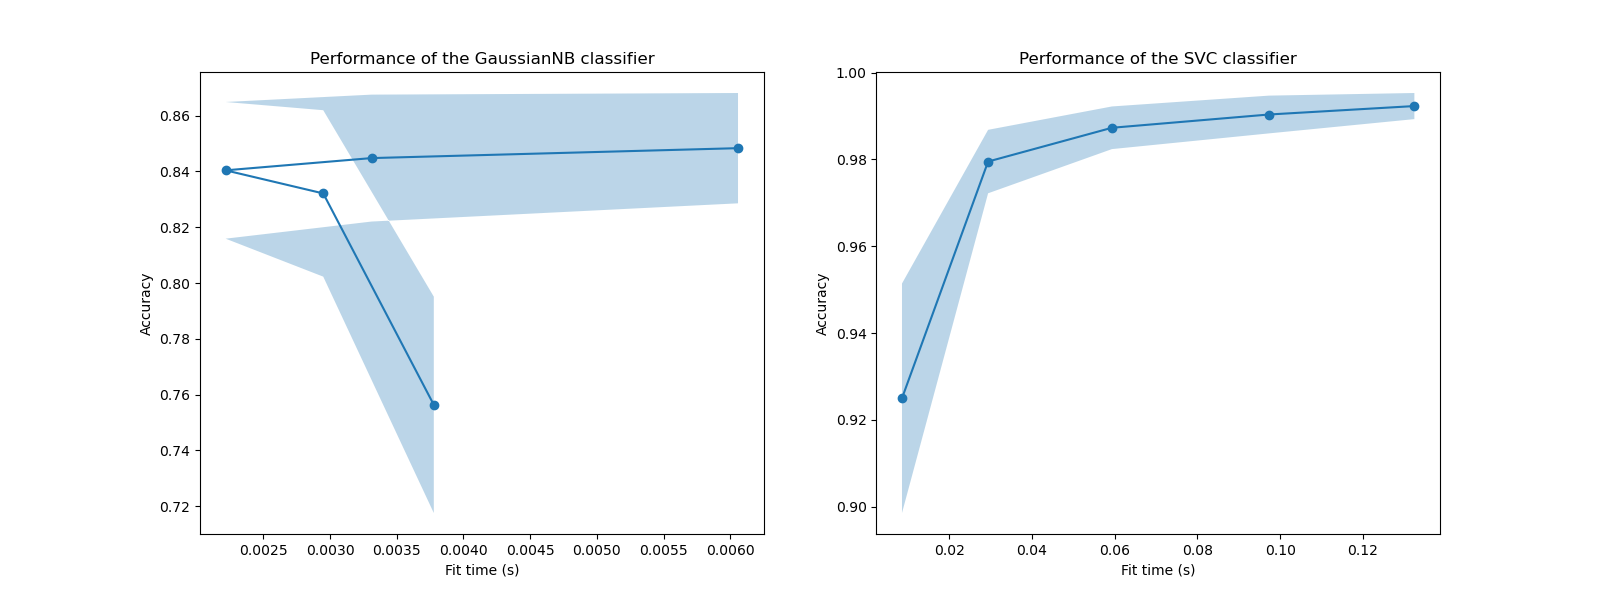 Performance of the GaussianNB classifier
Accuracy
0.86
0.84
0.82
0.80
0.78
0.76
0.74
0.72
0.0025 0.0030 0.0035 0.0040 0.0045 0.0050 0.0055 0.0060
Fit time (s)
Performance of the SVC classifier
Accuracy
1.00
0.98
0.96
0.94
0.92
0.90
0.02 0.04 0.06 0.08 0.10 0.12
Fit time (s)